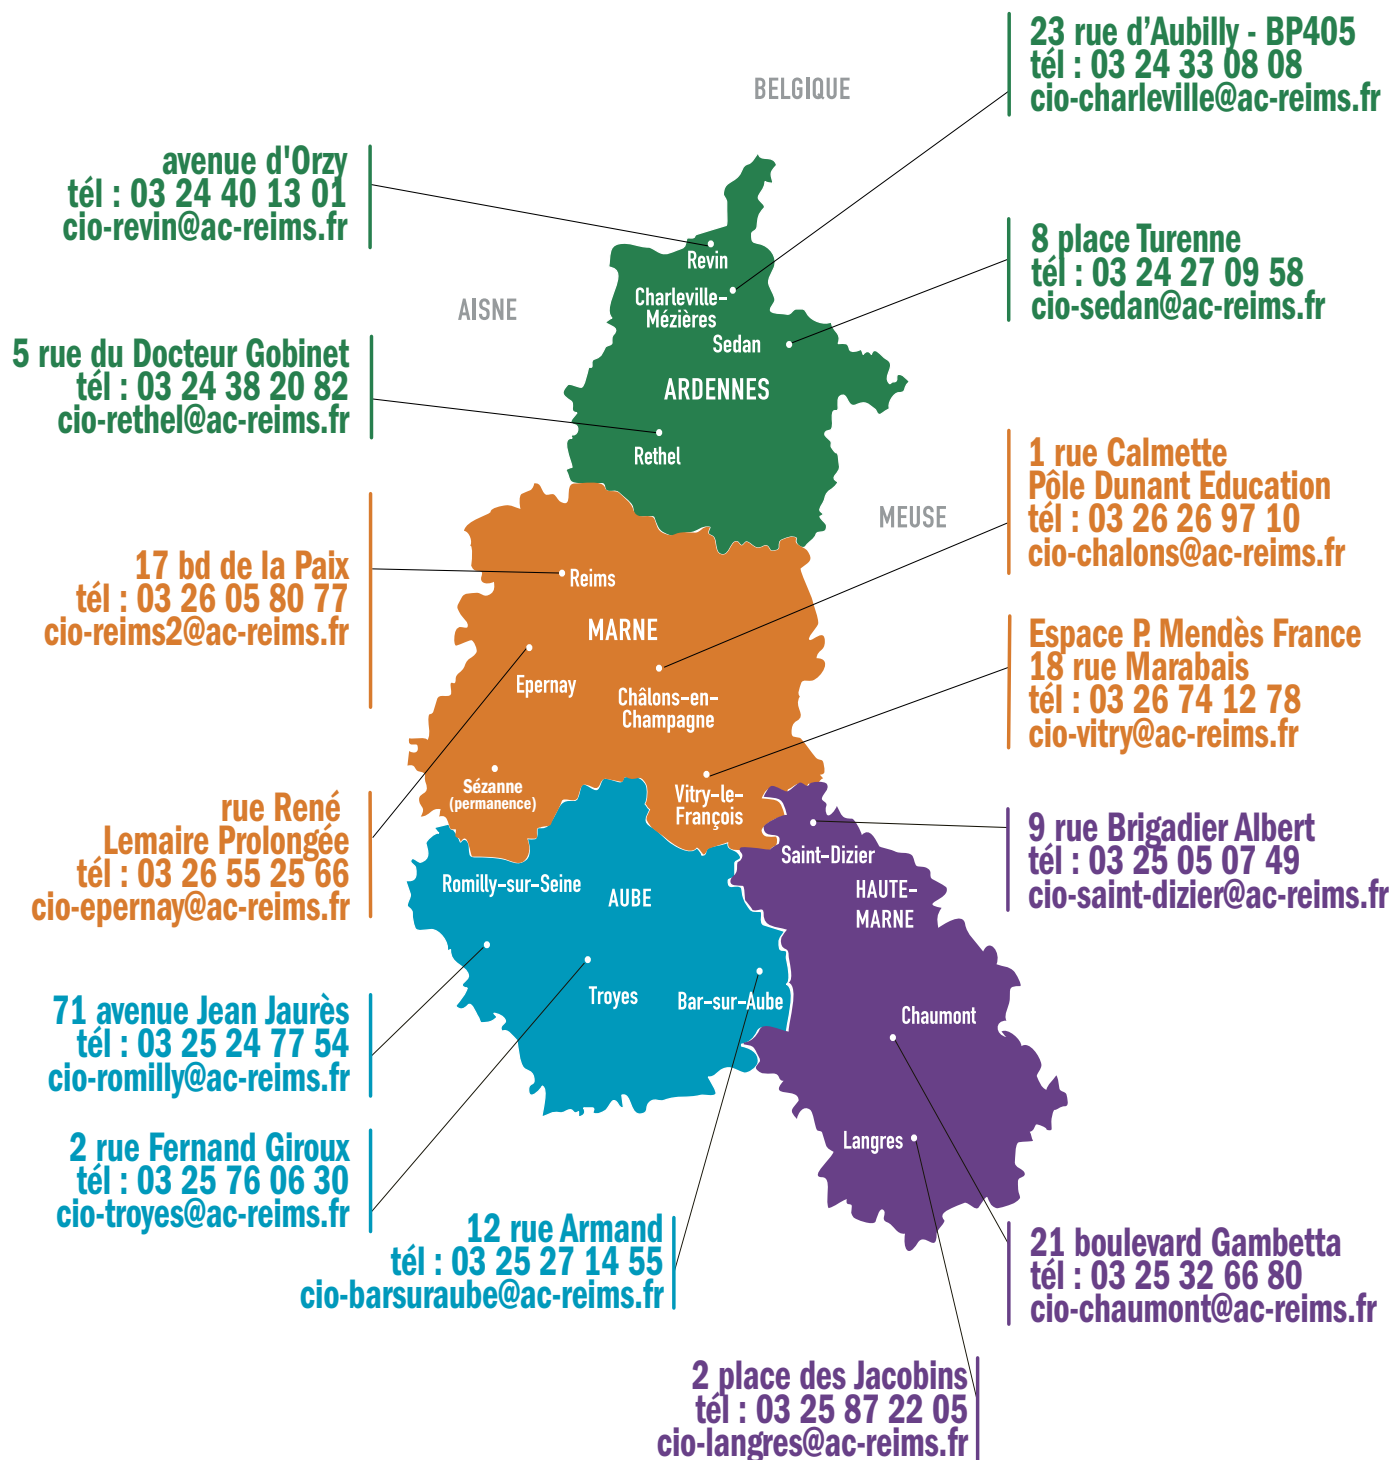 23 rue d'Aubilly - BP405
tél : 03 24 33 08 08
cio-charleville@ac-reims.fr
BELGIQUE
avenue d'Orzy
tél : 03 24 40 13 01
cio-revin@ac-reims.fr
8 place Turenne
tél : 03 24 27 09 58
cio-sedan@ac-reims.fr
Revin
Charleville-
Mézières
AISNE
Sedan
5 rue du Docteur Gobinet
tél : 03 24 38 20 82
cio-rethel@ac-reims.fr
ARDENNES
Rethel
1 rue Calmette
Pôle Dunant Education
tél : 03 26 26 97 10
cio-chalons@ac-reims.fr
MEUSE
17 bd de la Paix
tél : 03 26 05 80 77
cio-reims2@ac-reims.fr
Reims
MARNE
Espace P. Mendès France
18 rue Marabais
tél : 03 26 74 12 78
cio-vitry@ac-reims.fr
Epernay
Châlons-en-
Champagne
Sézanne
(permanence)
Vitry-le-
François
rue René
Lemaire Prolongée
tél : 03 26 55 25 66
cio-epernay@ac-reims.fr
9 rue Brigadier Albert
tél : 03 25 05 07 49
cio-saint-dizier@ac-reims.fr
Saint-Dizier
Romilly-sur-Seine
AUBE
HAUTE-
MARNE
Troyes
Bar-sur-Aube
Chaumont
71 avenue Jean Jaurès
tél : 03 25 24 77 54
cio-romilly@ac-reims.fr
Langres
2 rue Fernand Giroux
tél : 03 25 76 06 30
cio-troyes@ac-reims.fr
12 rue Armand
tél : 03 25 27 14 55
cio-barsuraube@ac-reims.fr
21 boulevard Gambetta
tél : 03 25 32 66 80
cio-chaumont@ac-reims.fr
2 place des Jacobins
tél : 03 25 87 22 05
cio-langres@ac-reims.fr